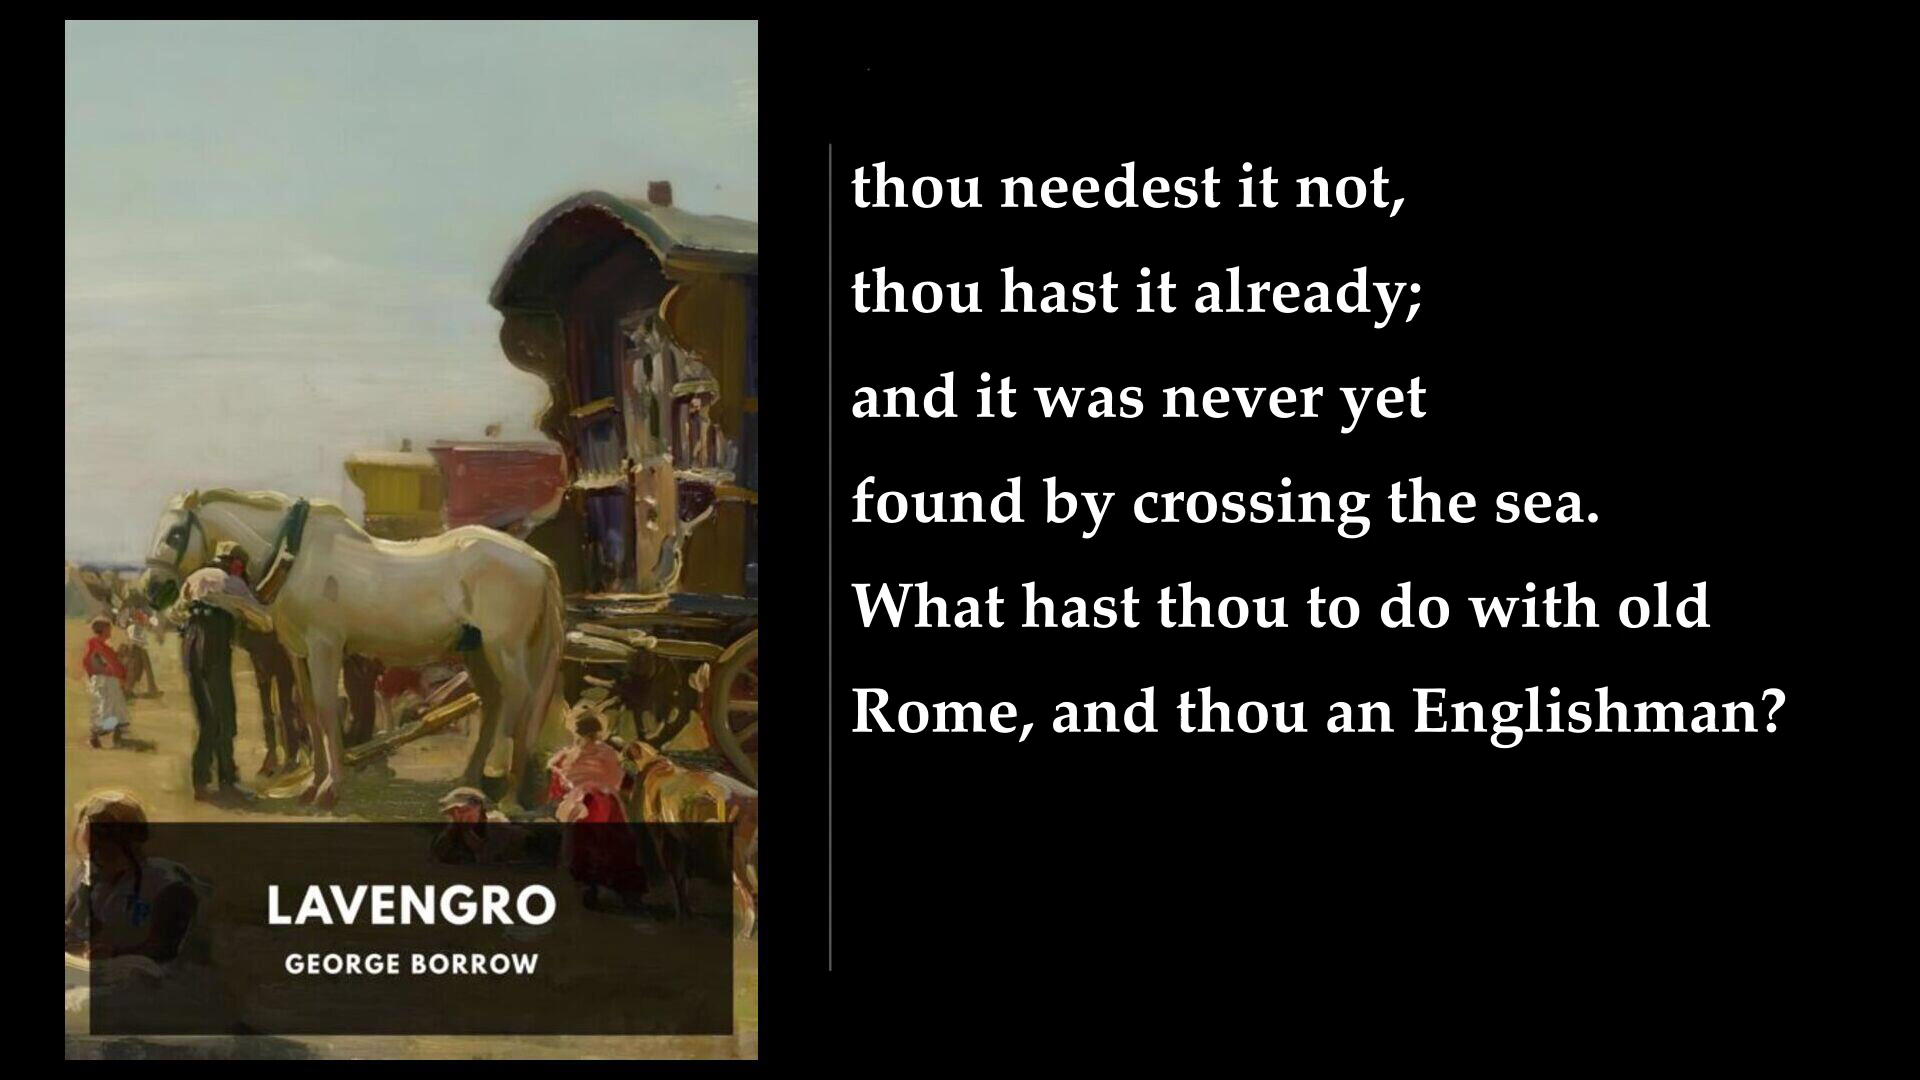 thou needest it not,
thou hast it already;
and it was never yet
found by crossing the sea.
What hast thou to do with old
Rome, and thou an Englishman?
LAVENGRO
GEORGE BORROW